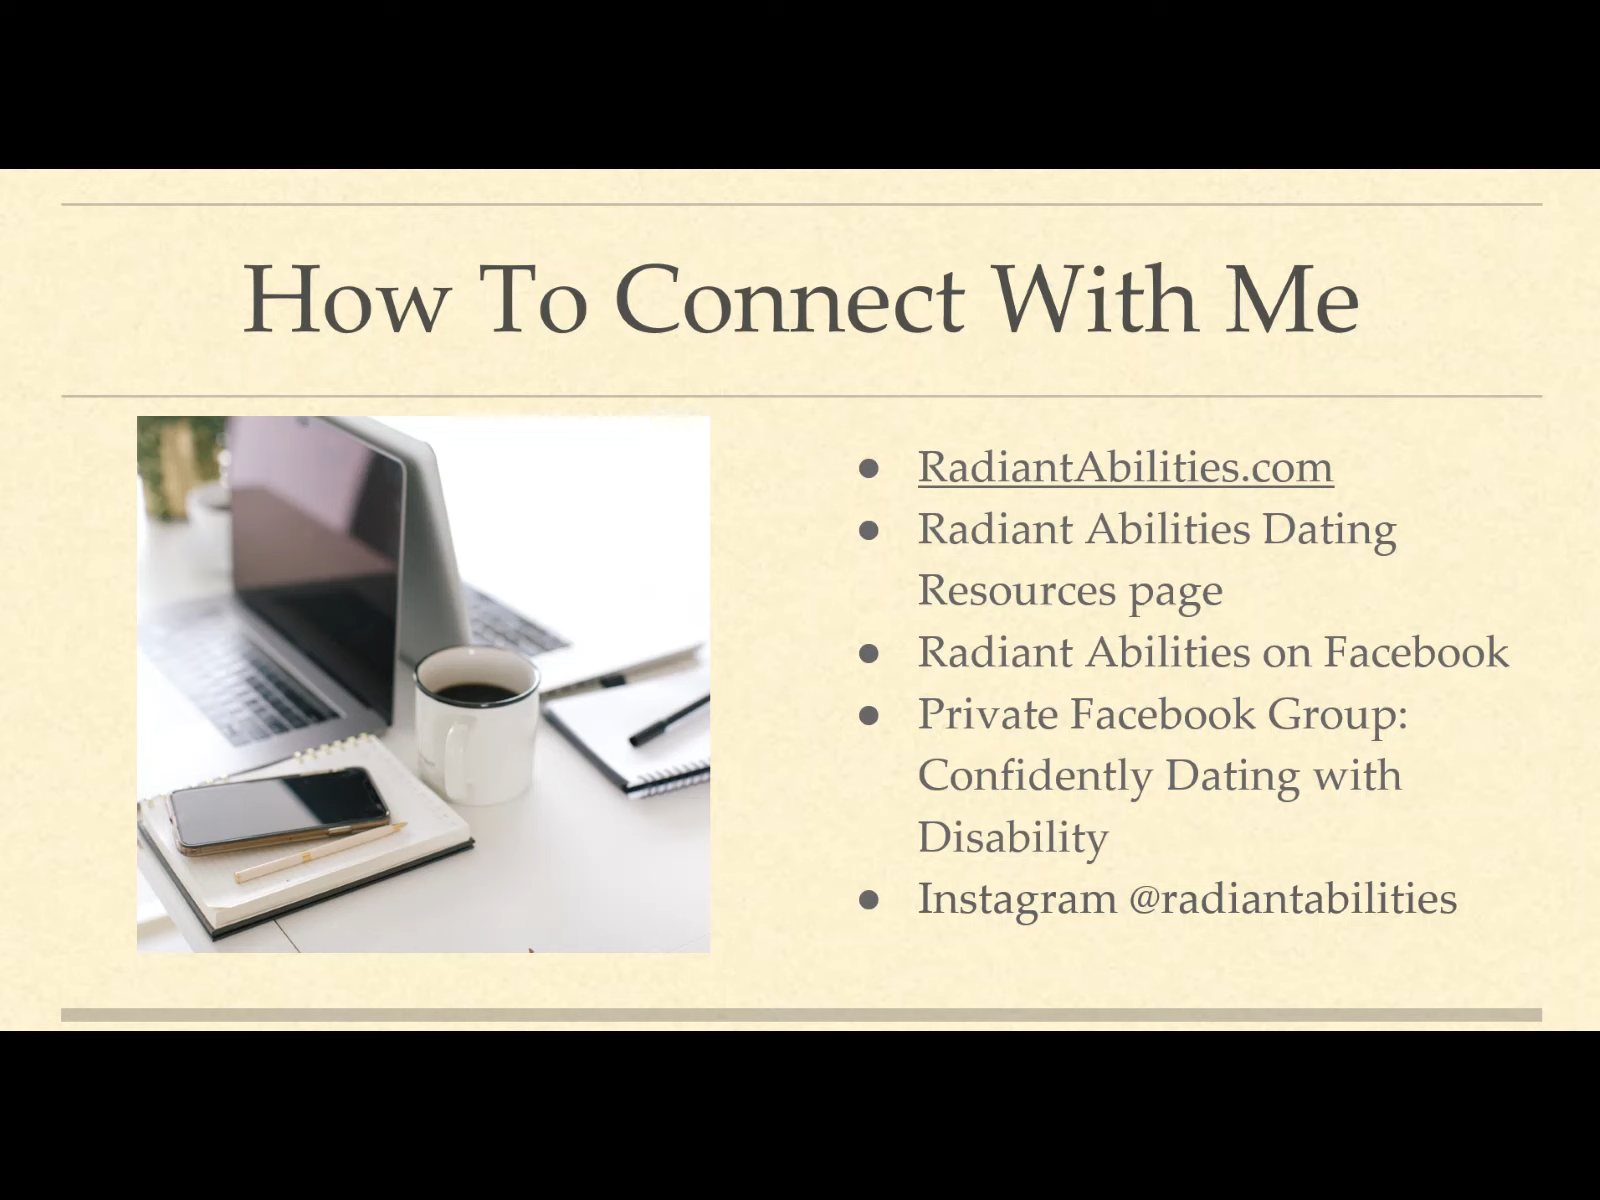 How To Connect With Me
RadiantAbilities.com
Radiant Abilities Dating
Resources page
Radiant Abilities on Facebook
Private Facebook Group:
Confidently Dating with
Disability
Instagram @radiantabilities